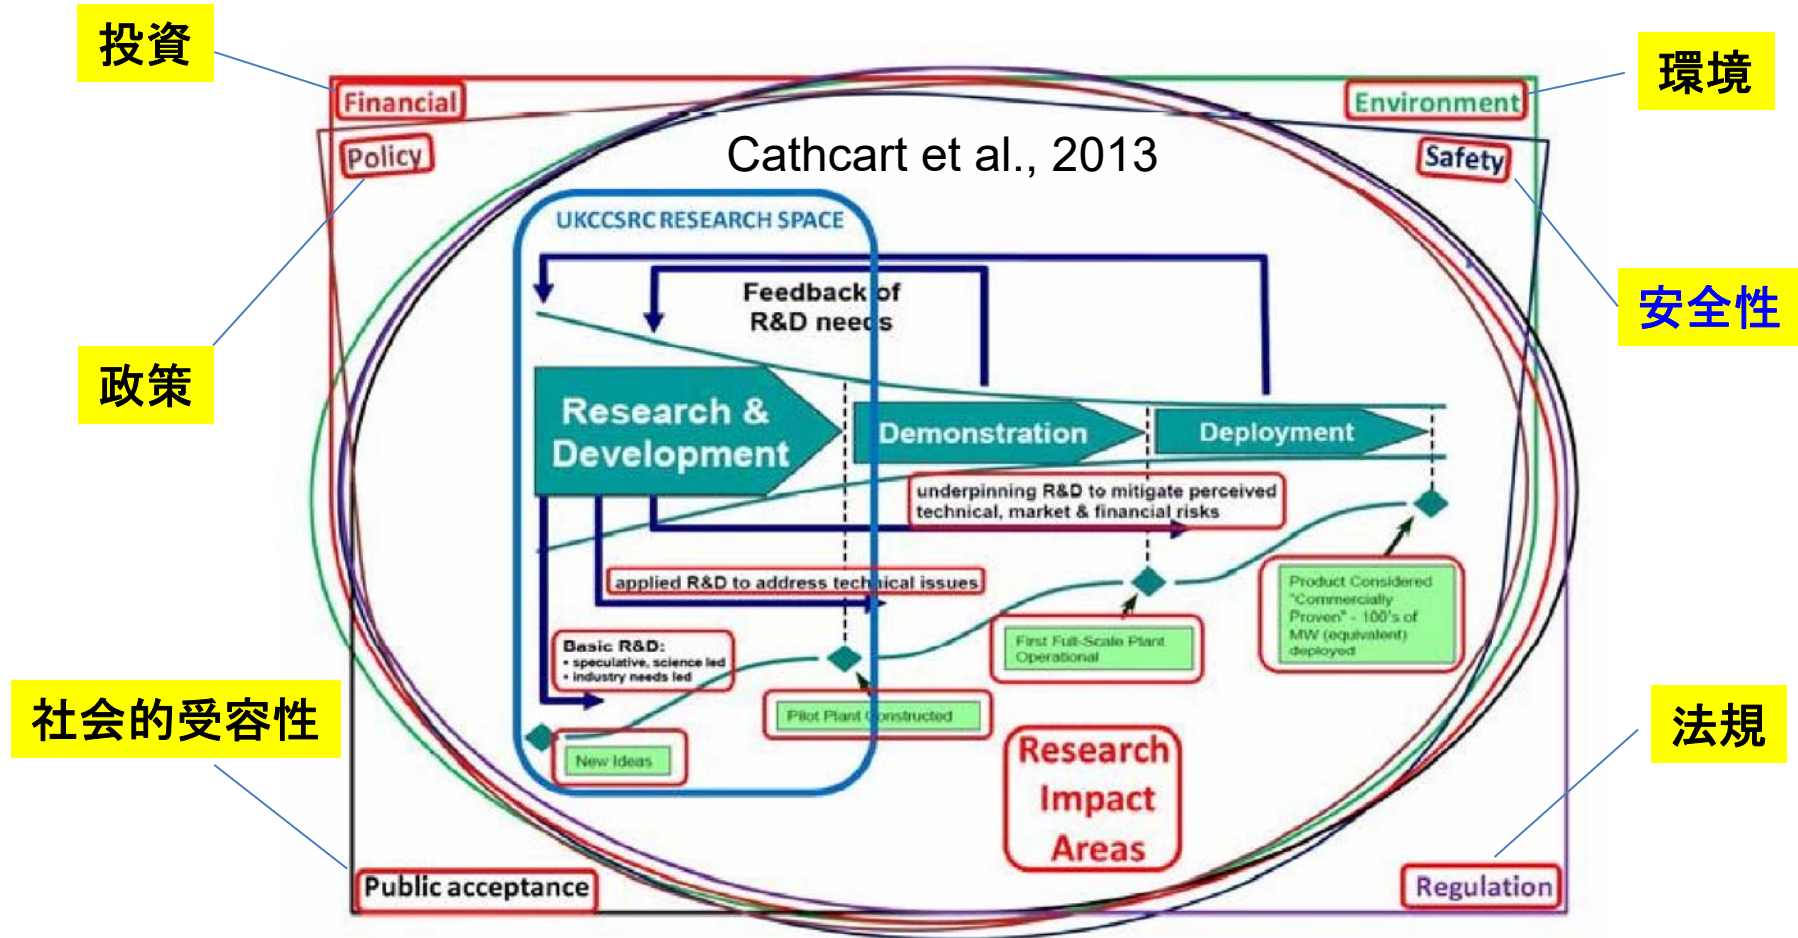 投資
環境
Financial
Environment
Policy
Safety
Cathcart et al., 2013
UKCCSRC RESEARCH SPACE
安全性
Feedback of
R&D needs
政策
Research &
Development
Demonstration
Deployment
underpinning R&D to mitigate perceived
technical, market & financial risks
applied R&D to address technical issues
Product Considered
"Commercially
Proven" - 100's of
MW (equivalent)
deployed
Basic R&D:
• speculative, science led
• industry needs led
First Full-Scale Plant
Operational
社会的受容性
法規
Pilot Plant Constructed
New Ideas
Research
Impact
Areas
Public acceptance
Regulation